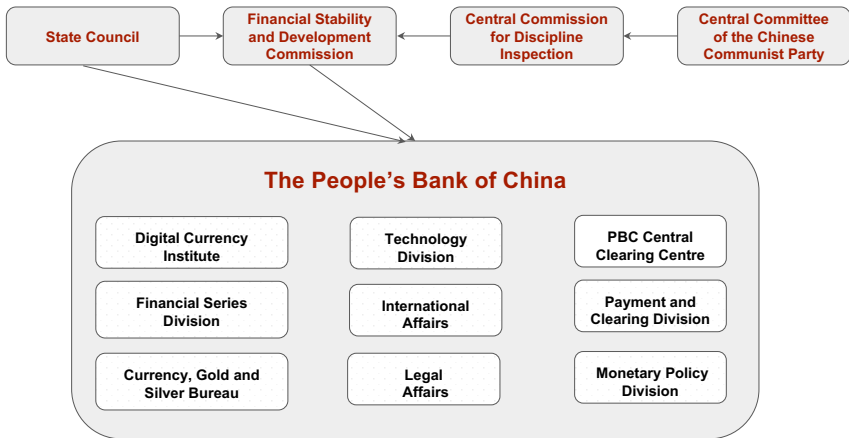 State Council
Financial Stability
and Development
Commission
Central Commission
for Discipline
Inspection
Central Committee
of the Chinese
Communist Party
The People's Bank of China
Digital Currency
Institute
Technology
Division
PBC Central
Clearing Centre
Financial Series
Division
International
Affairs
Payment and
Clearing Division
Currency, Gold and
Silver Bureau
Legal
Affairs
Monetary Policy
Division